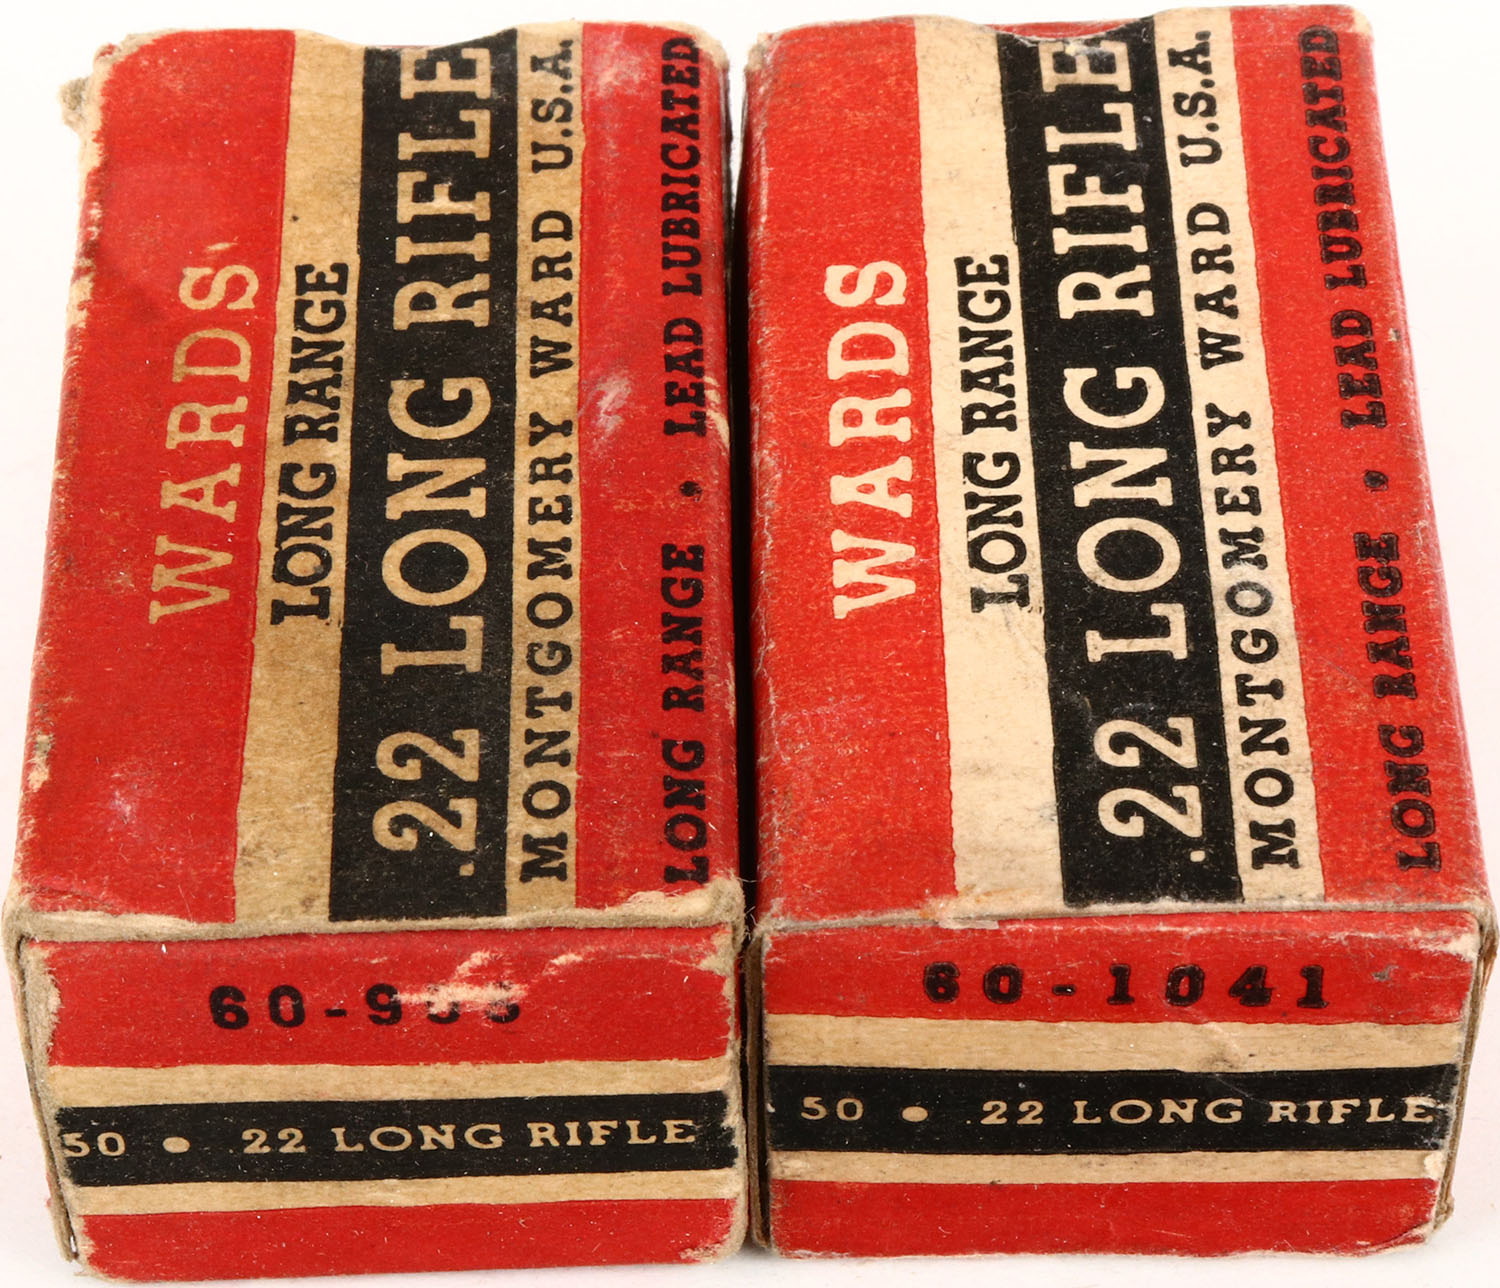 WARDS
LONG RANGE
.22 LONG RIFLE
MONTGOMERY WARD U.S.A.
LONG RANGE • LEAD LUBRICATED
50 • .22 LONG RIFLE
WARDS
LONG RANGE
.22 LONG RIFLE
MONTGOMERY WARD U.S.A.
LONG RANGE • LEAD LUBRICATED
60-1041
50 • .22 LONG RIFLE